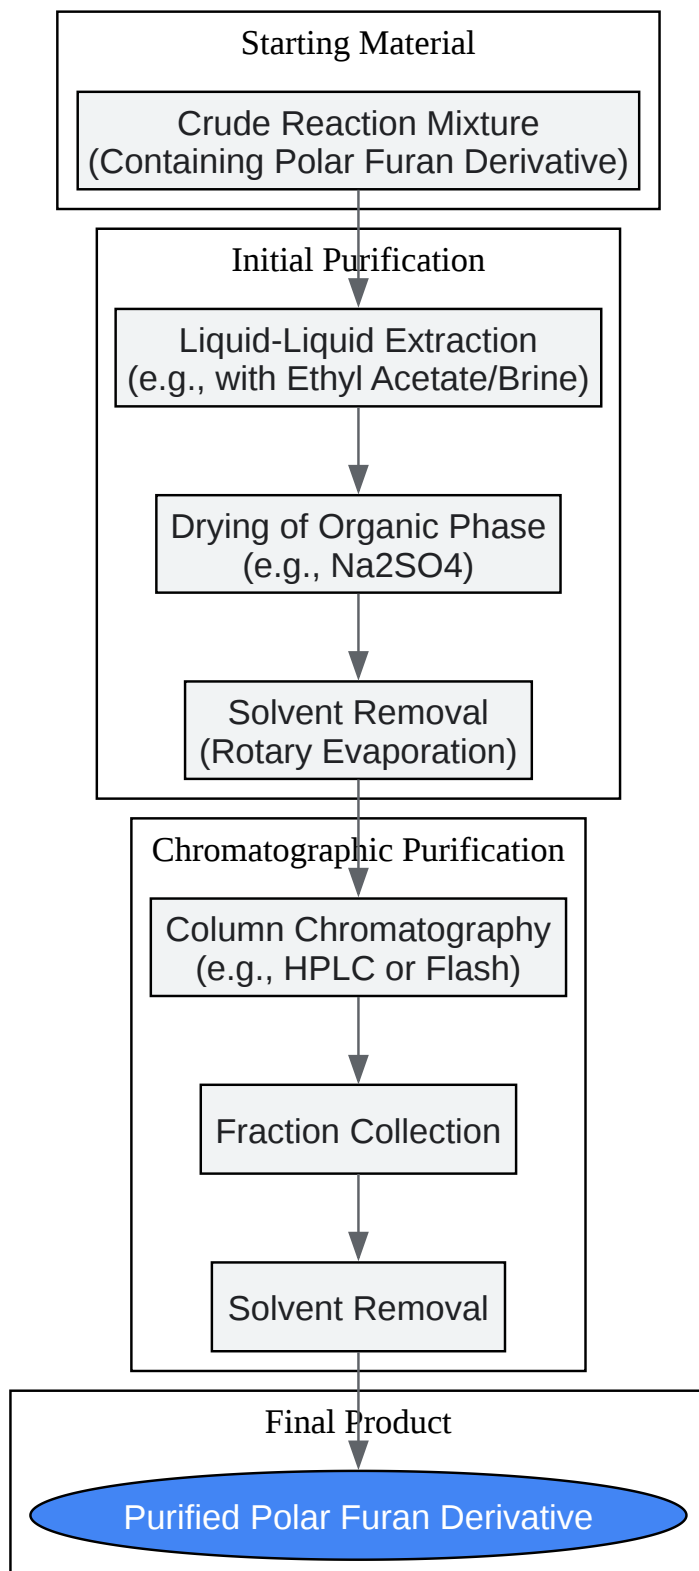 Starting Material
Crude Reaction Mixture
(Containing Polar Furan Derivative)
Initial Purification
Liquid-Liquid Extraction
(e.g., with Ethyl Acetate/Brine)
Drying of Organic Phase
(e.g., Na2SO4)
Solvent Removal
(Rotary Evaporation)
Chromatographic Purification
Column Chromatography
(e.g., HPLC or Flash)
Fraction Collection
Solvent Removal
Final Product
Purified Polar Furan Derivative